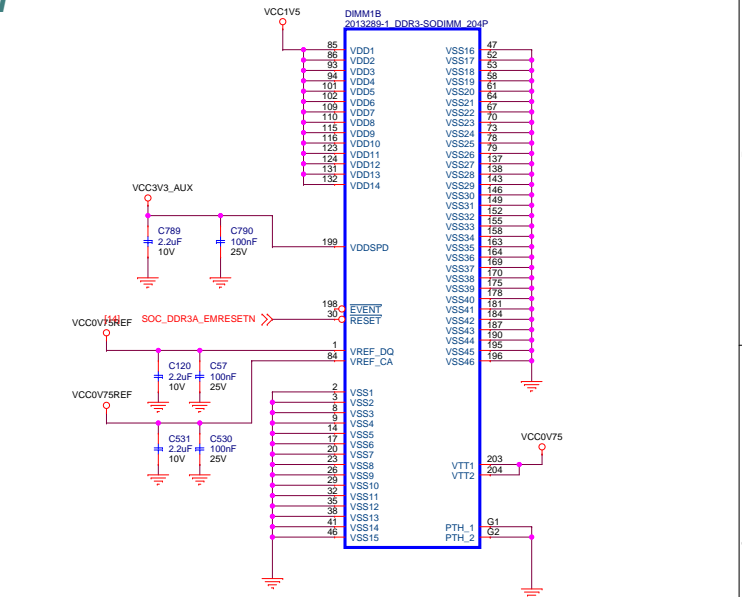 VCC1V5
DIMM1B
2013289-1_DDR3-SODIMM_204P
85 VDD1
86 VDD2
93 VDD3
94 VDD4
101 VDD5
102 VDD6
109 VDD7
110 VDD8
115 VDD9
116 VDD10
123 VDD11
124 VDD12
131 VDD13
132 VDD14
VCC3V3_AUX
C789
2.2uF
10V
C790
100nF
25V
199 VDDSPD
198 EVENT
[14] SOC_DDR3A_EMRESETN 30 RESET
VCC0V75REF
1 VREF_DQ
84 VREF_CA
C120
2.2uF
10V
C57
100nF
25V
VCC0V75REF
C531
2.2uF
10V
C530
100nF
25V
2 VSS1
3 VSS2
8 VSS3
9 VSS4
14 VSS5
17 VSS6
20 VSS7
23 VSS8
26 VSS9
29 VSS10
32 VSS11
35 VSS12
38 VSS13
41 VSS14
46 VSS15
VSS16 47
VSS17 52
VSS18 53
VSS19 58
VSS20 61
VSS21 64
VSS22 67
VSS23 70
VSS24 73
VSS25 78
VSS26 79
VSS27 137
VSS28 138
VSS29 143
VSS30 146
VSS31 149
VSS32 152
VSS33 155
VSS34 158
VSS35 163
VSS36 164
VSS37 169
VSS38 170
VSS39 175
VSS40 178
VSS41 181
VSS42 184
VSS43 187
VSS44 190
VSS45 195
VSS46 196
VCC0V75
VTT1 203
VTT2 204
PTH_1 G1
PTH_2 G2